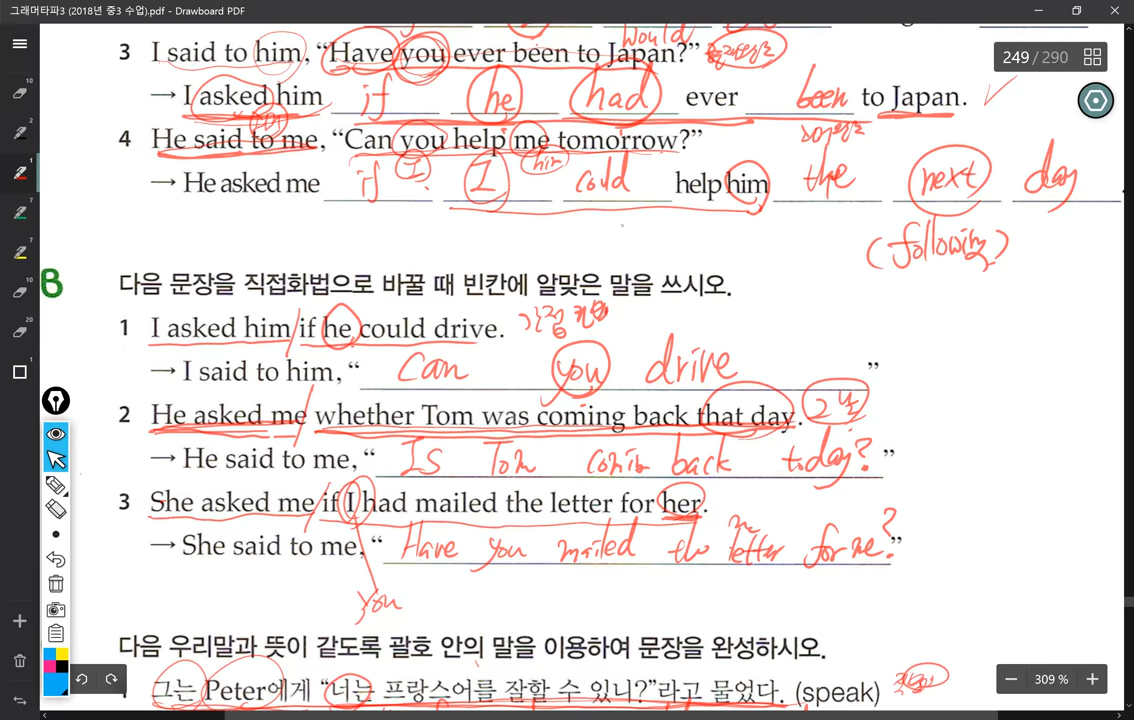 그래머타파3 (2018년 중3 수업).pdf - Drawboard PDF
249 / 290
would
3 I said to him, “Have you ever been to Japan?”
→ I asked him if he had ever been to Japan.
4 He said to me, “Can you help me tomorrow?”
I him
→ He asked me if I could help him the next day.
(following)
B 다음 문장을 직접화법으로 바꿀 때 빈칸에 알맞은 말을 쓰시오.
1 I asked him/if he could drive.
→ I said to him, “ Can you drive ”
2 He asked me/whether Tom was coming back that day.
→ He said to me, “ Is Tom comin back today? ”
3 She asked me/if I had mailed the letter for her.
→ She said to me, “ Have you mailed the letter for me? ”
you
다음 우리말과 뜻이 같도록 괄호 안의 말을 이용하여 문장을 완성하시오.
그는 Peter에게 “너는 프랑스어를 잘할 수 있니?”라고 물었다. (speak)
309 %